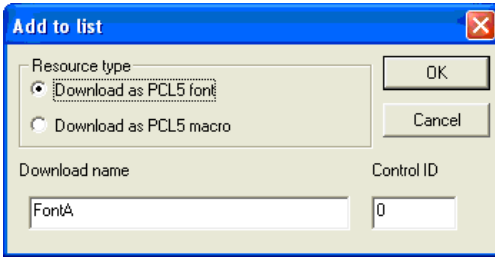 Add to list
Resource type
Download as PCL5 font
OK
Download as PCL5 macro
Cancel
Download name
Control ID
FontA
0